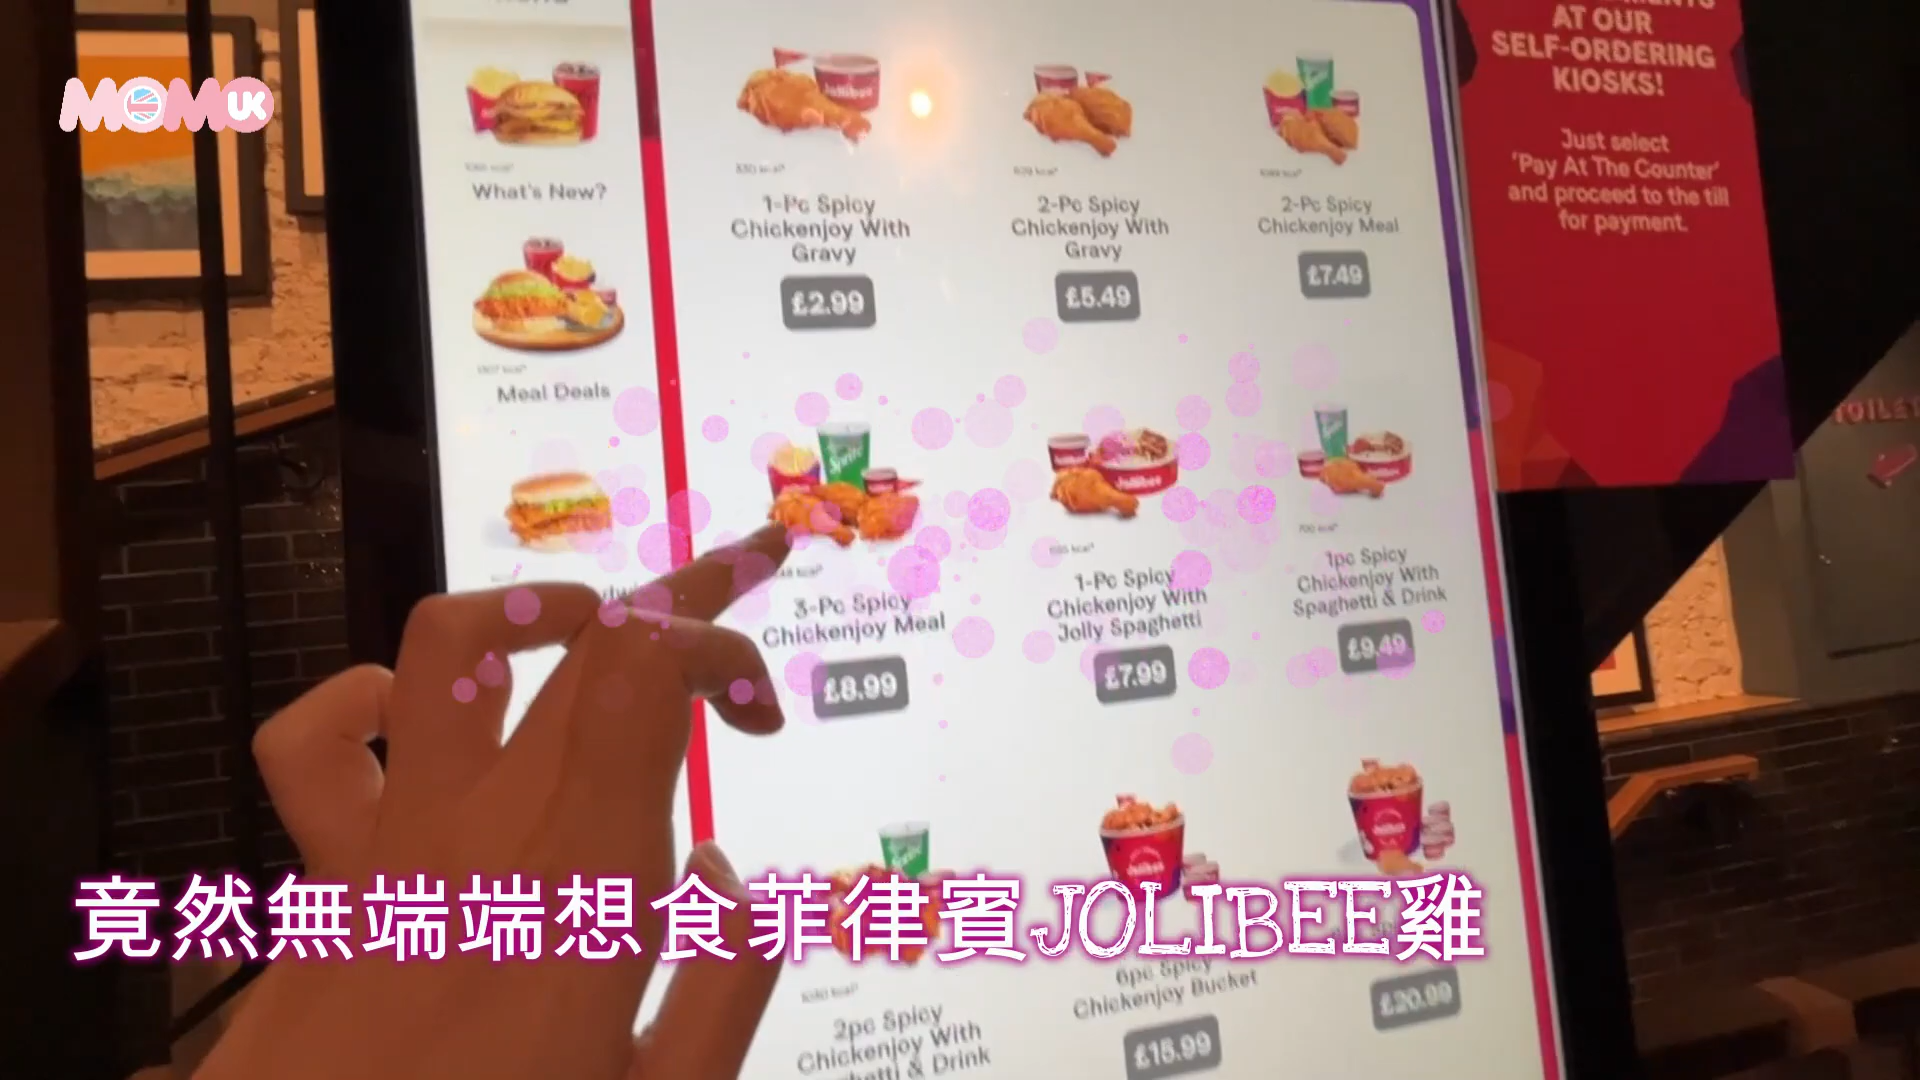 MOM UK
What's New?
Meal Deals
1-Pc Spicy
Chickenjoy With
Gravy
£2.99
2-Pc Spicy
Chickenjoy With
Gravy
£5.49
2-Pc Spicy
Chickenjoy Meal
£7.49
Sprite
3-Pc Spicy
Chickenjoy Meal
£8.99
Jollibee
1-Pc Spicy
Chickenjoy With
Jolly Spaghetti
£7.99
1pc Spicy
Chickenjoy With
Spaghetti & Drink
£9.49
2pc Spicy
Chickenjoy With
& Drink
6pc Spicy
Chickenjoy Bucket
£15.99
£20.99
AT OUR
SELF-ORDERING
KIOSKS!
Just select
'Pay At The Counter'
and proceed to the till
for payment.
竟然無端端想食菲律賓JOLIBEE雞